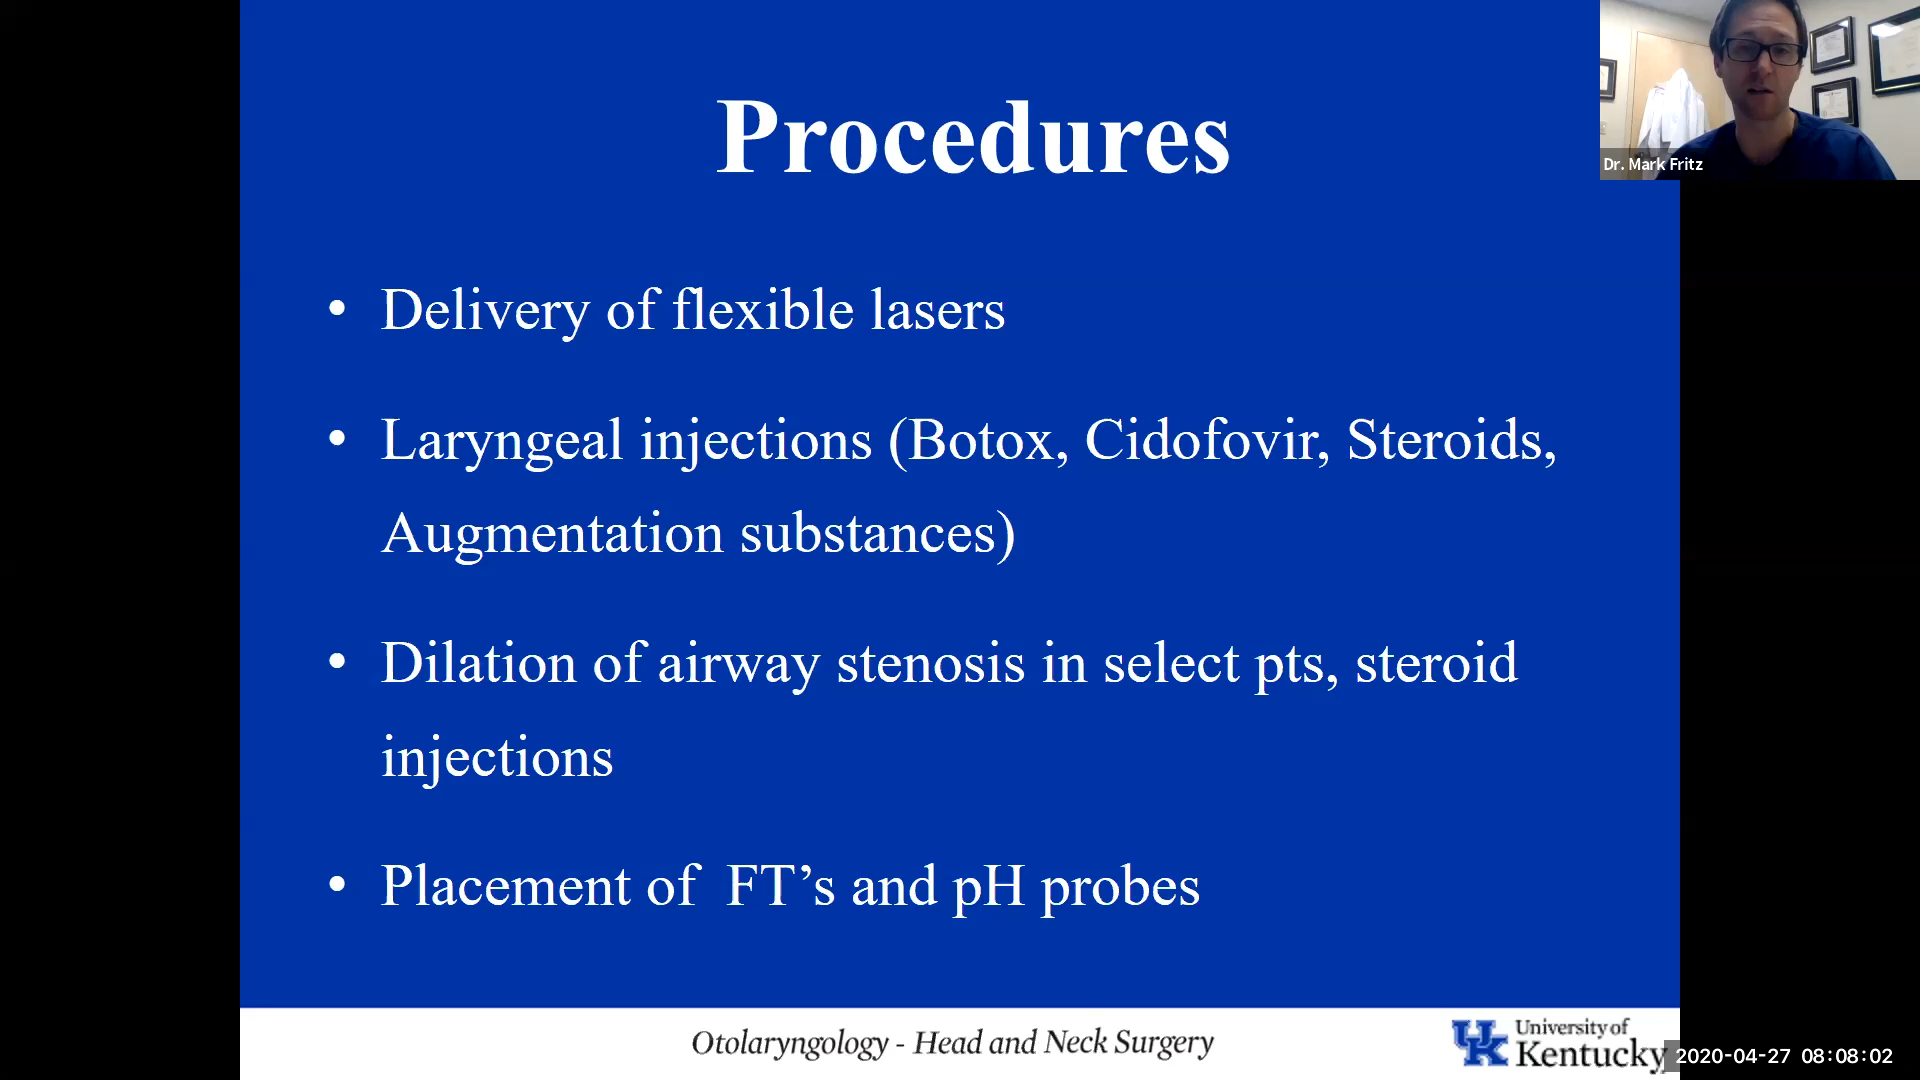 Procedures
Dr. Mark Fritz
• Delivery of flexible lasers
• Laryngeal injections (Botox, Cidofovir, Steroids,
Augmentation substances)
• Dilation of airway stenosis in select pts, steroid
injections
• Placement of  FT’s and pH probes
Otolaryngology - Head and Neck Surgery
UK
University of
Kentucky
2020-04-27 08:08:02